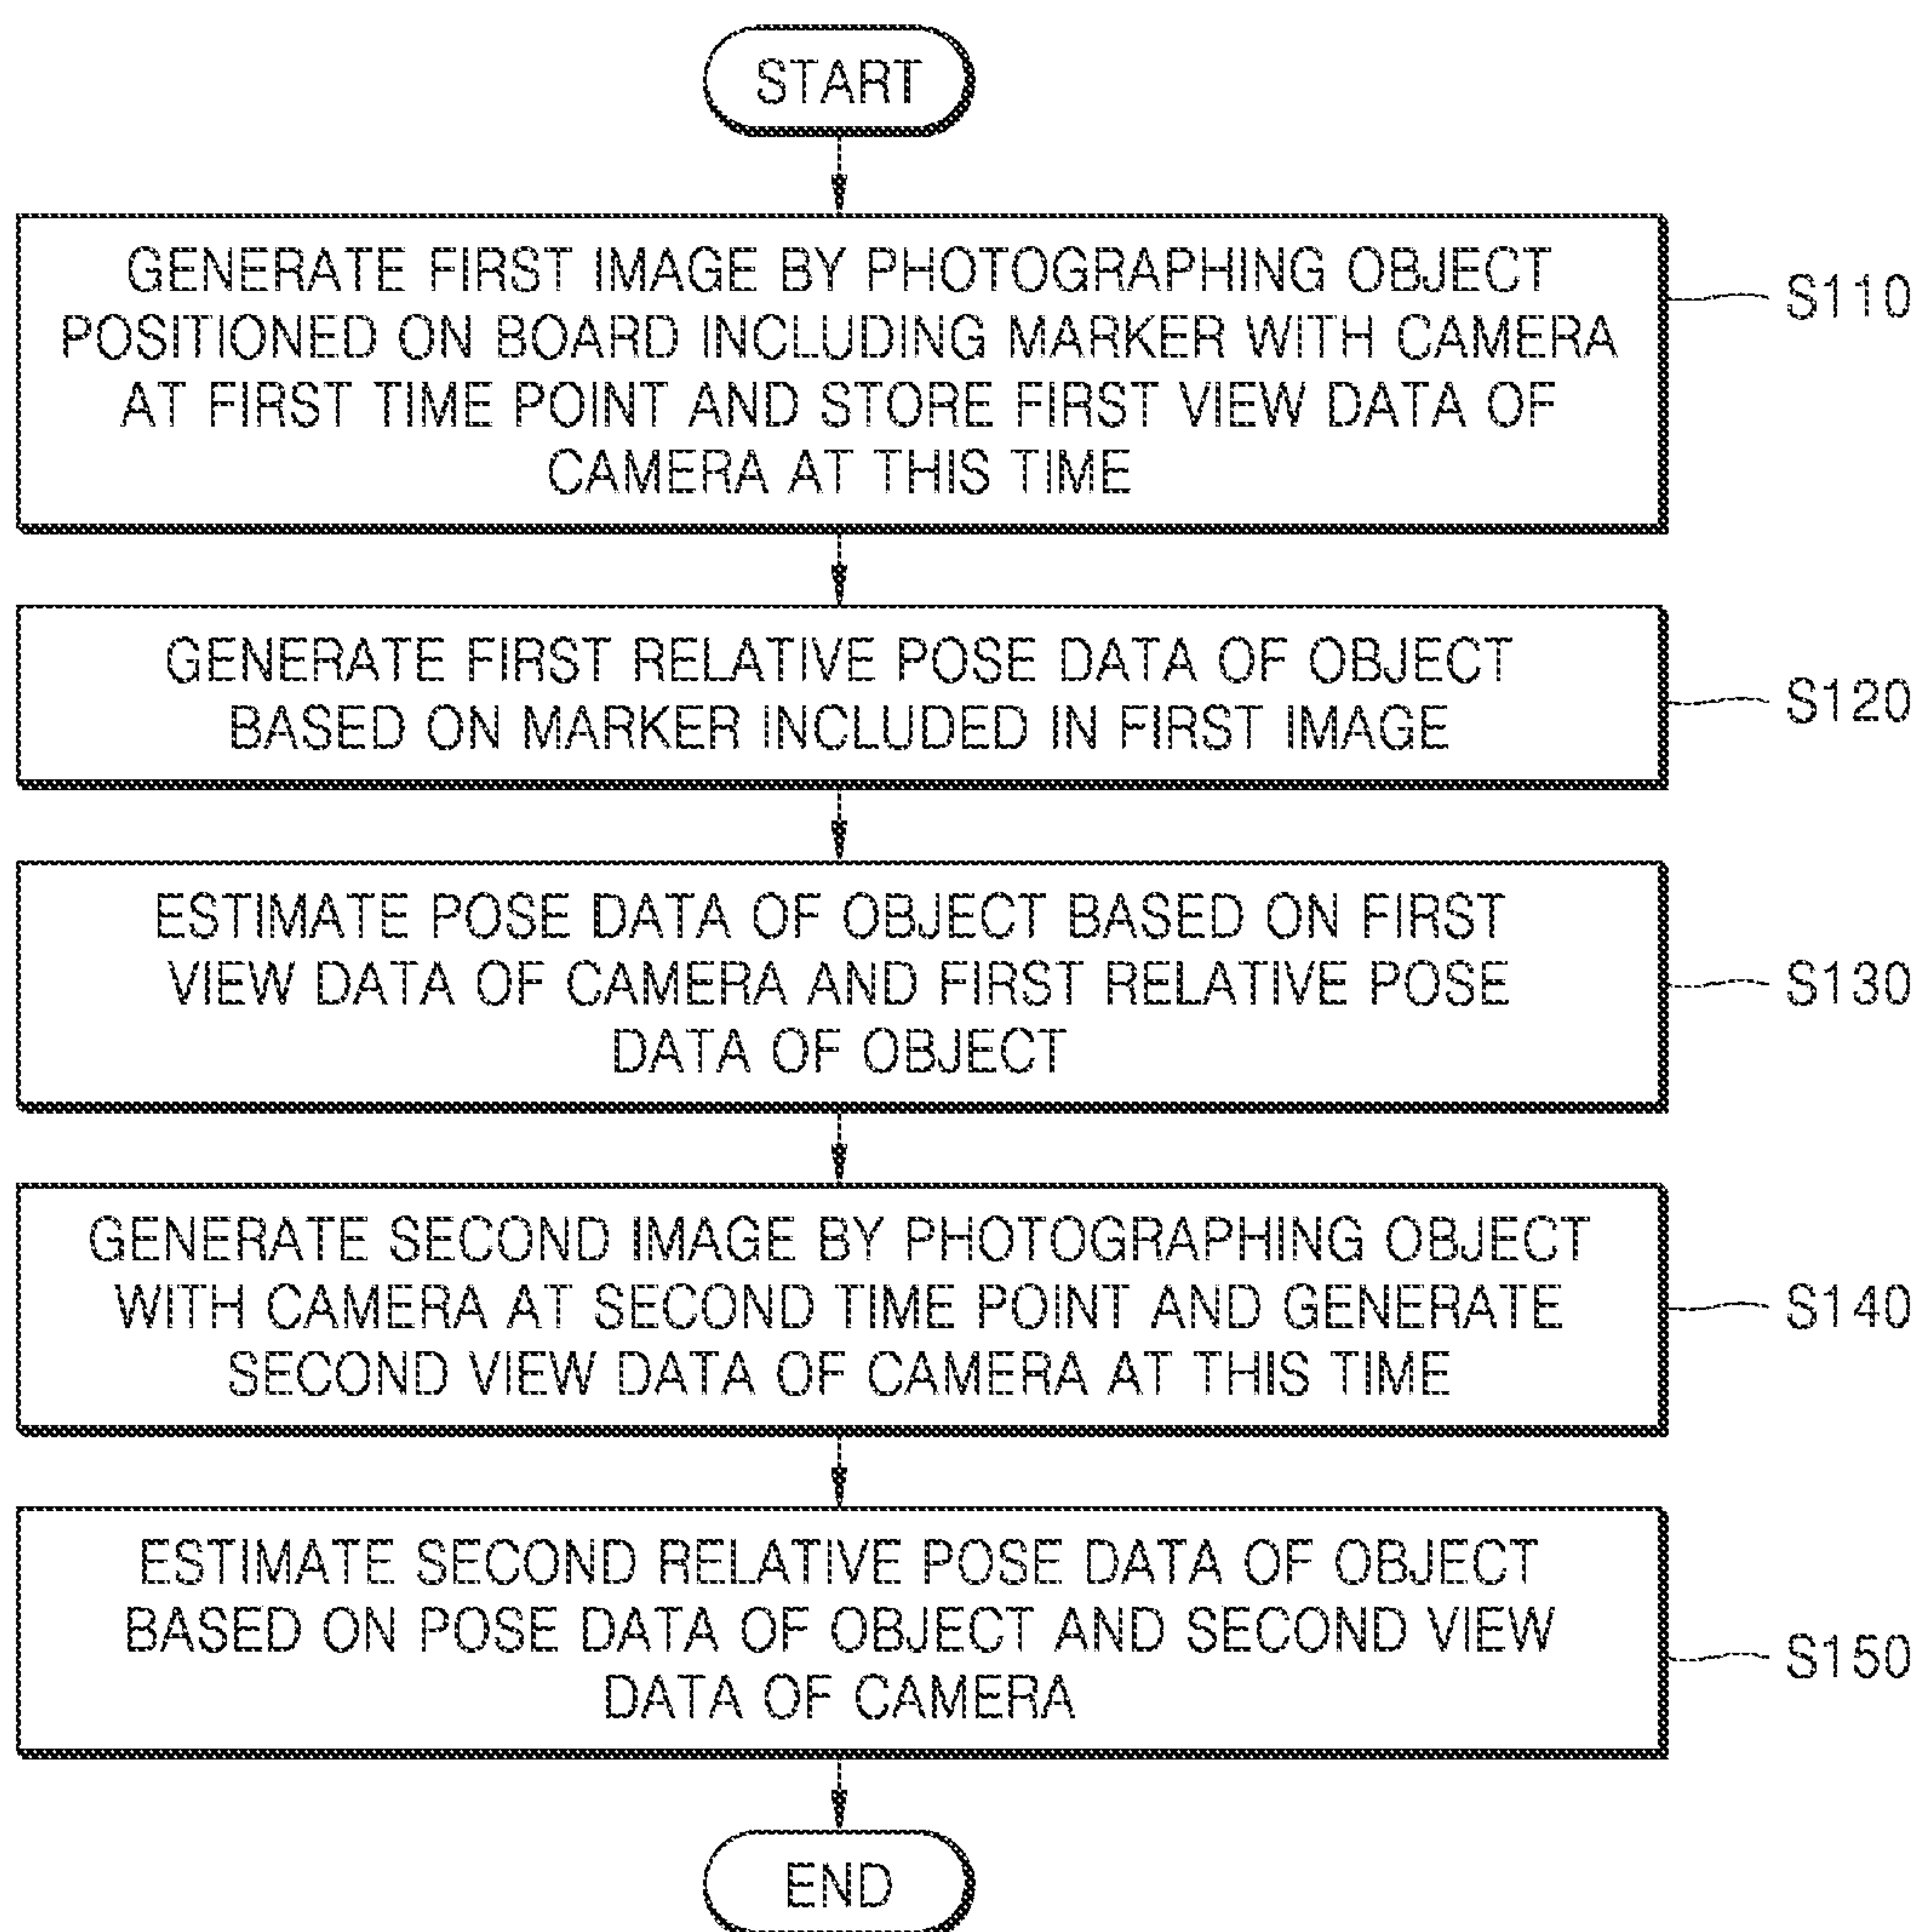 START
GENERATE FIRST IMAGE BY PHOTOGRAPHING OBJECT
POSITIONED ON BOARD INCLUDING MARKER WITH CAMERA
AT FIRST TIME POINT AND STORE FIRST VIEW DATA OF
CAMERA AT THIS TIME
S110
GENERATE FIRST RELATIVE POSE DATA OF OBJECT
BASED ON MARKER INCLUDED IN FIRST IMAGE
S120
ESTIMATE POSE DATA OF OBJECT BASED ON FIRST
VIEW DATA OF CAMERA AND FIRST RELATIVE POSE
DATA OF OBJECT
S130
GENERATE SECOND IMAGE BY PHOTOGRAPHING OBJECT
WITH CAMERA AT SECOND TIME POINT AND GENERATE
SECOND VIEW DATA OF CAMERA AT THIS TIME
S140
ESTIMATE SECOND RELATIVE POSE DATA OF OBJECT
BASED ON POSE DATA OF OBJECT AND SECOND VIEW
DATA OF CAMERA
S150
END